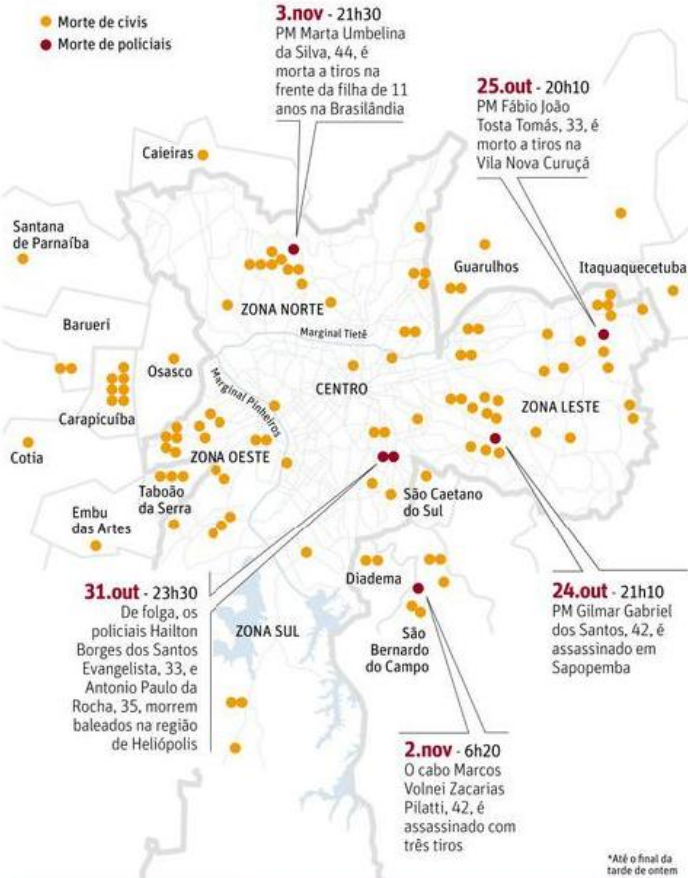 Morte de civis
Morte de policiais
3.nov - 21h30
PM Marta Umbelina
da Silva, 44, é
morta a tiros na
frente da filha de 11
anos na Brasilândia
25.out - 20h10
PM Fábio João
Tosta Tomás, 33, é
morto a tiros na
Vila Nova Curuçá
Caieiras
Santana
de Parnaíba
Guarulhos
Itaquaquecetuba
ZONA NORTE
Barueri
Marginal Tietê
Osasco
CENTRO
Marginal Pinheiros
Carapicuíba
ZONA LESTE
Cotia
ZONA OESTE
Taboão
da Serra
São Caetano
do Sul
Embu
das Artes
31.out - 23h30
De folga, os
policiais Hailton
Borges dos Santos
Evangelista, 33, e
Antonio Paulo da
Rocha, 35, morrem
baleados na região
de Heliópolis
Diadema
ZONA SUL
São
Bernardo
do Campo
24.out - 21h10
PM Gilmar Gabriel
dos Santos, 42, é
assassinado em
Sapopemba
2.nov - 6h20
O cabo Marcos
Volnei Zacarias
Pilatti, 42, é
assassinado com
três tiros
*Até o final da
tarde de ontem